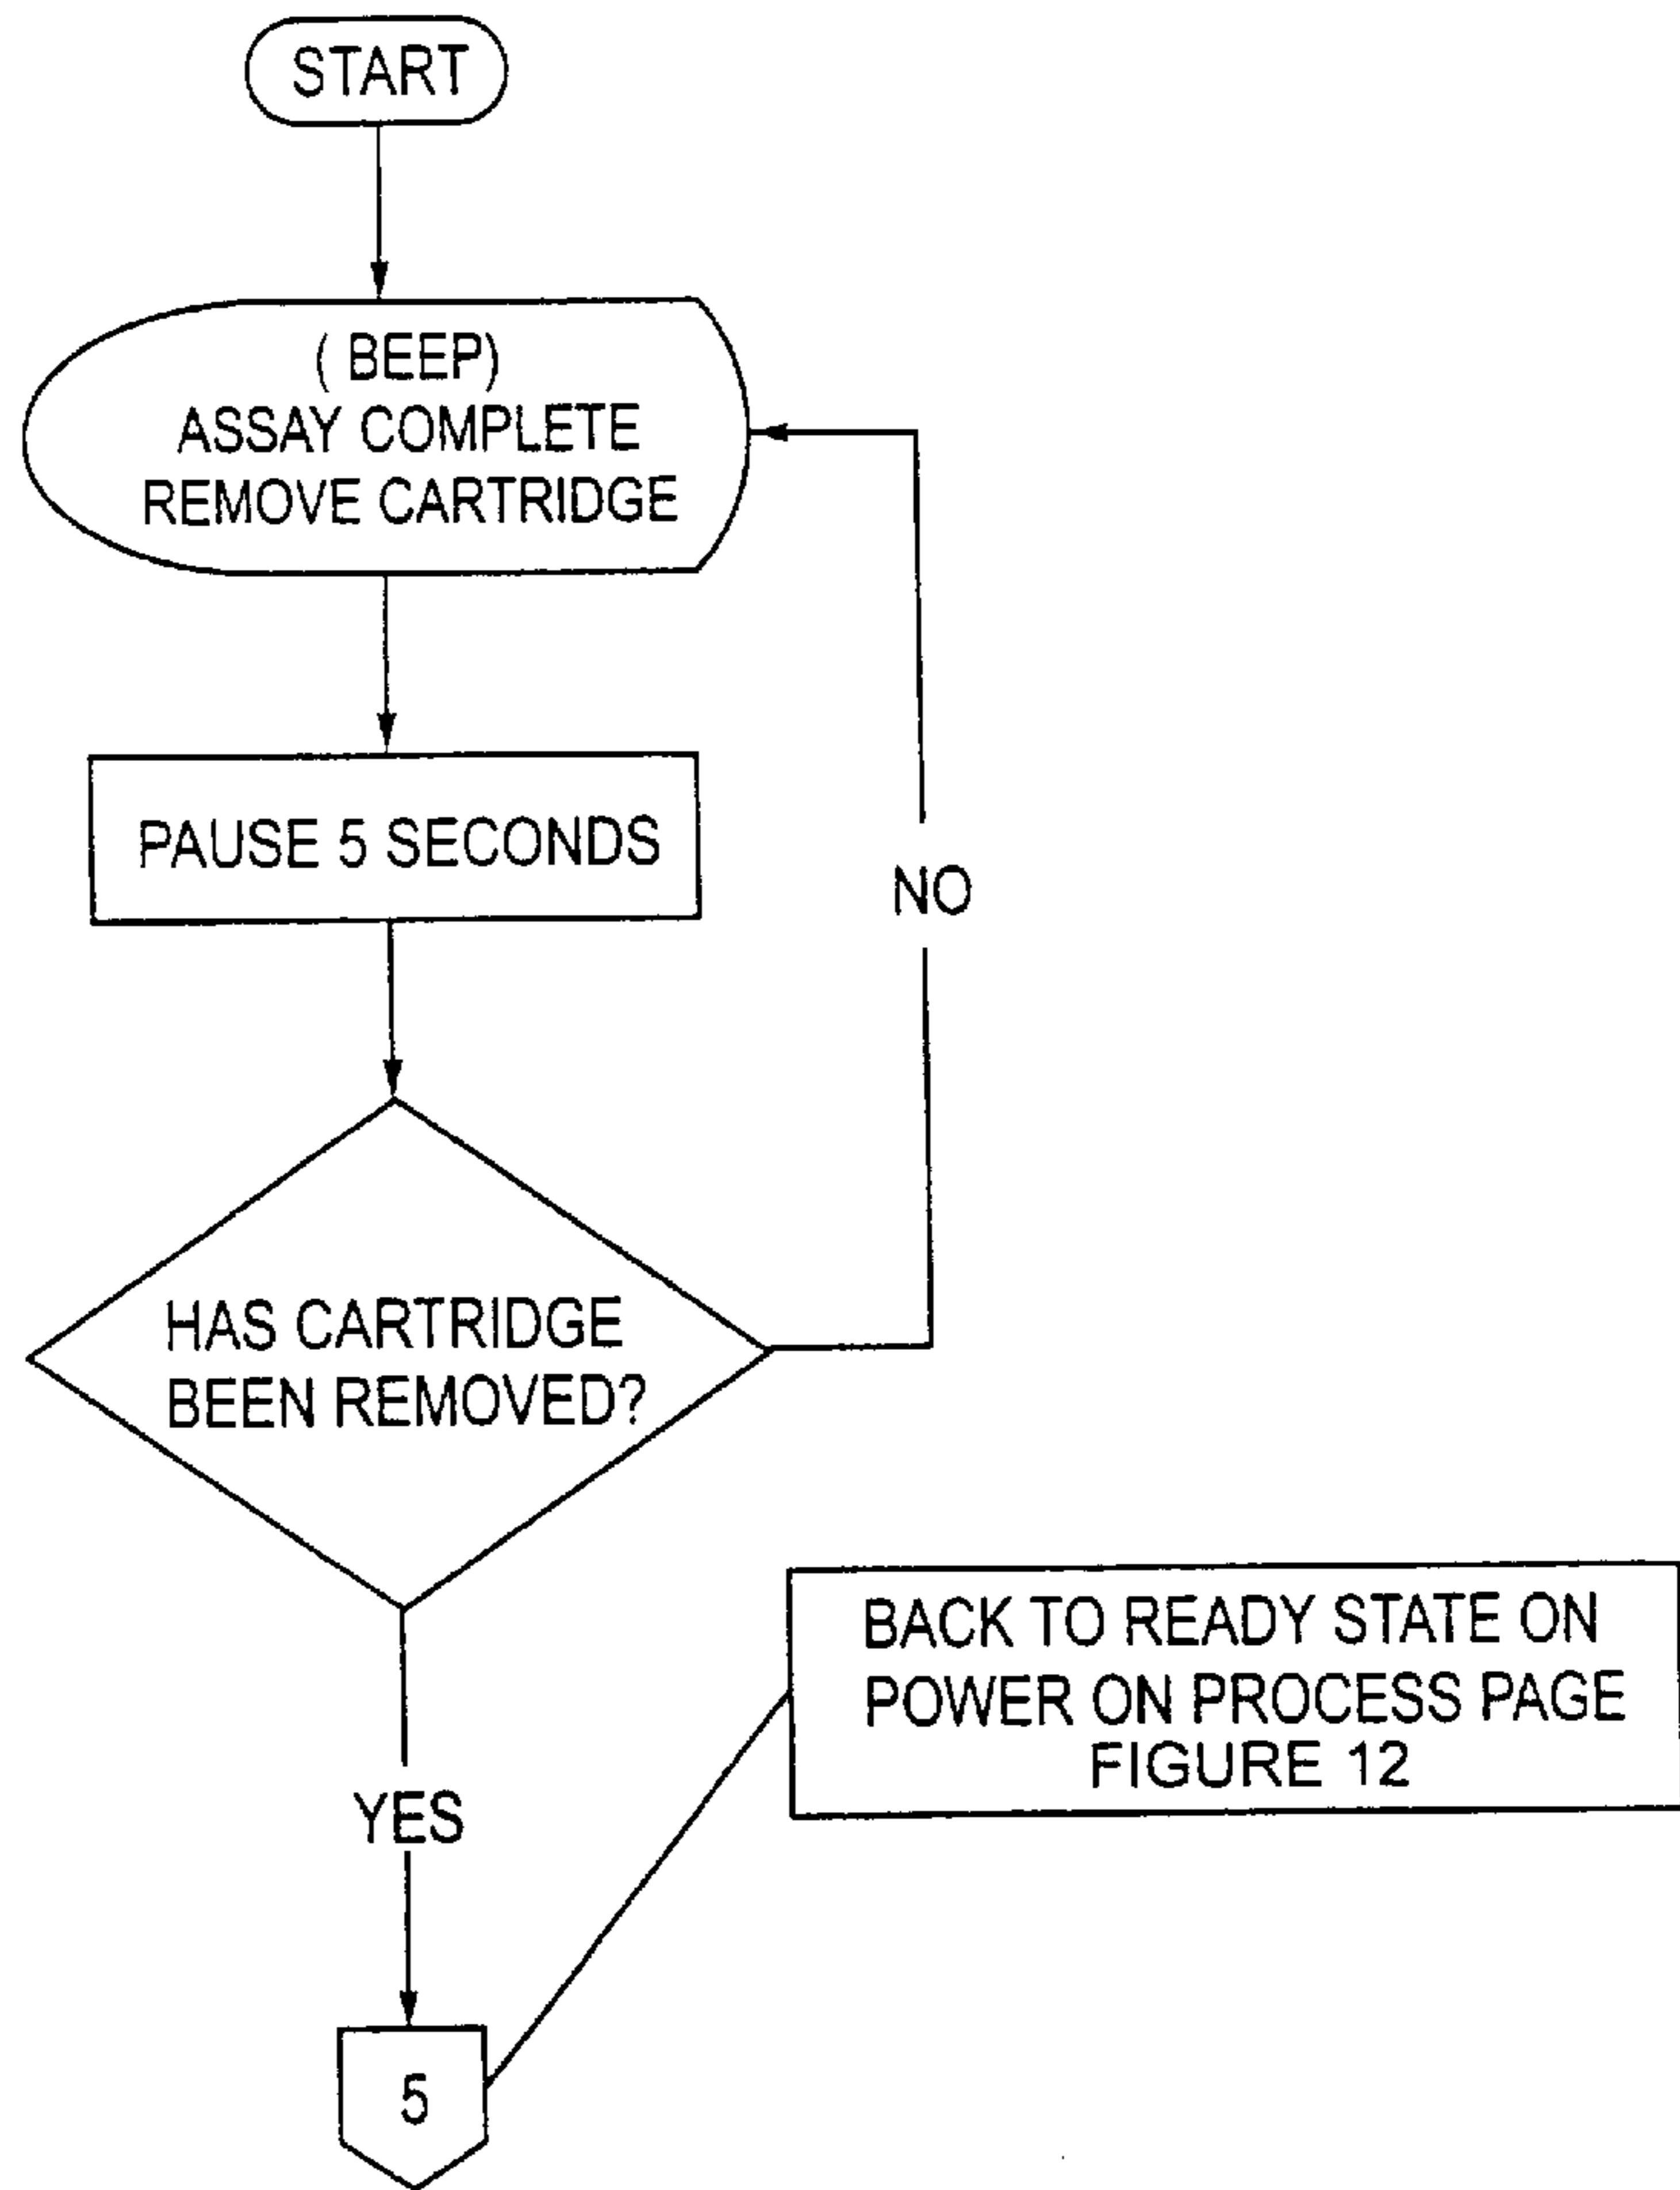 START
( BEEP)
ASSAY COMPLETE
REMOVE CARTRIDGE
PAUSE 5 SECONDS
NO
HAS CARTRIDGE
BEEN REMOVED?
BACK TO READY STATE ON
POWER ON PROCESS PAGE
FIGURE 12
YES
5